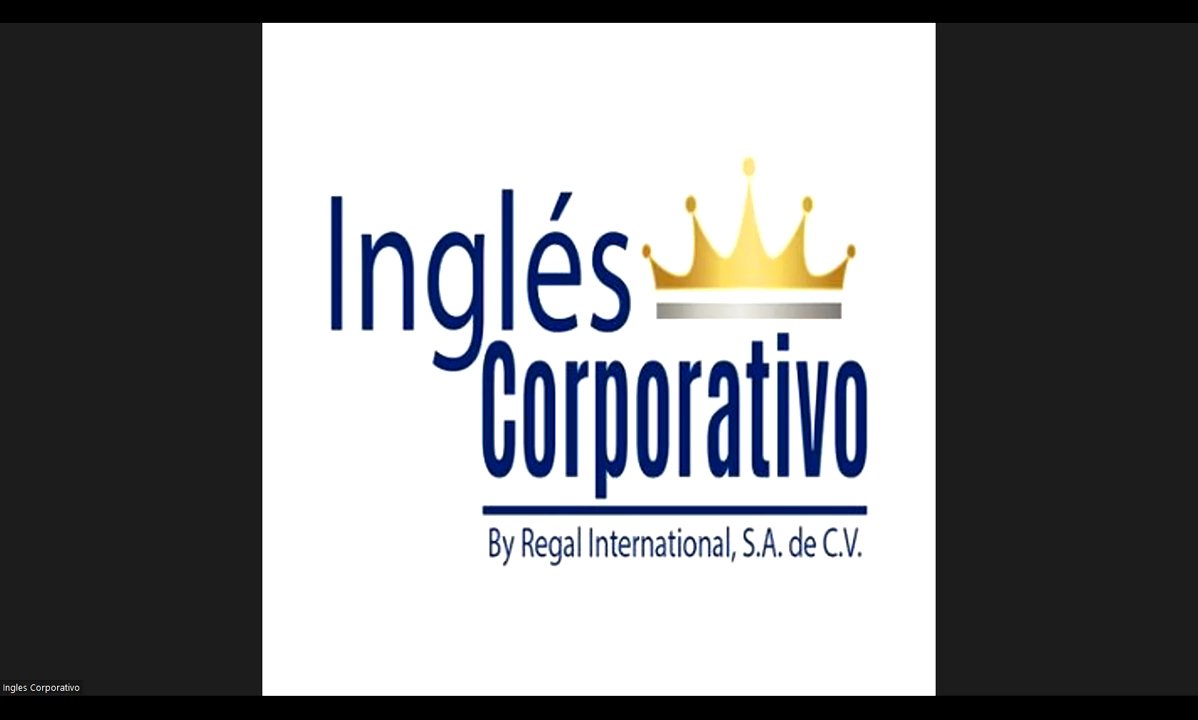 Inglés
Corporativo
By Regal International, S.A. de C.V.
Ingles Corporativo